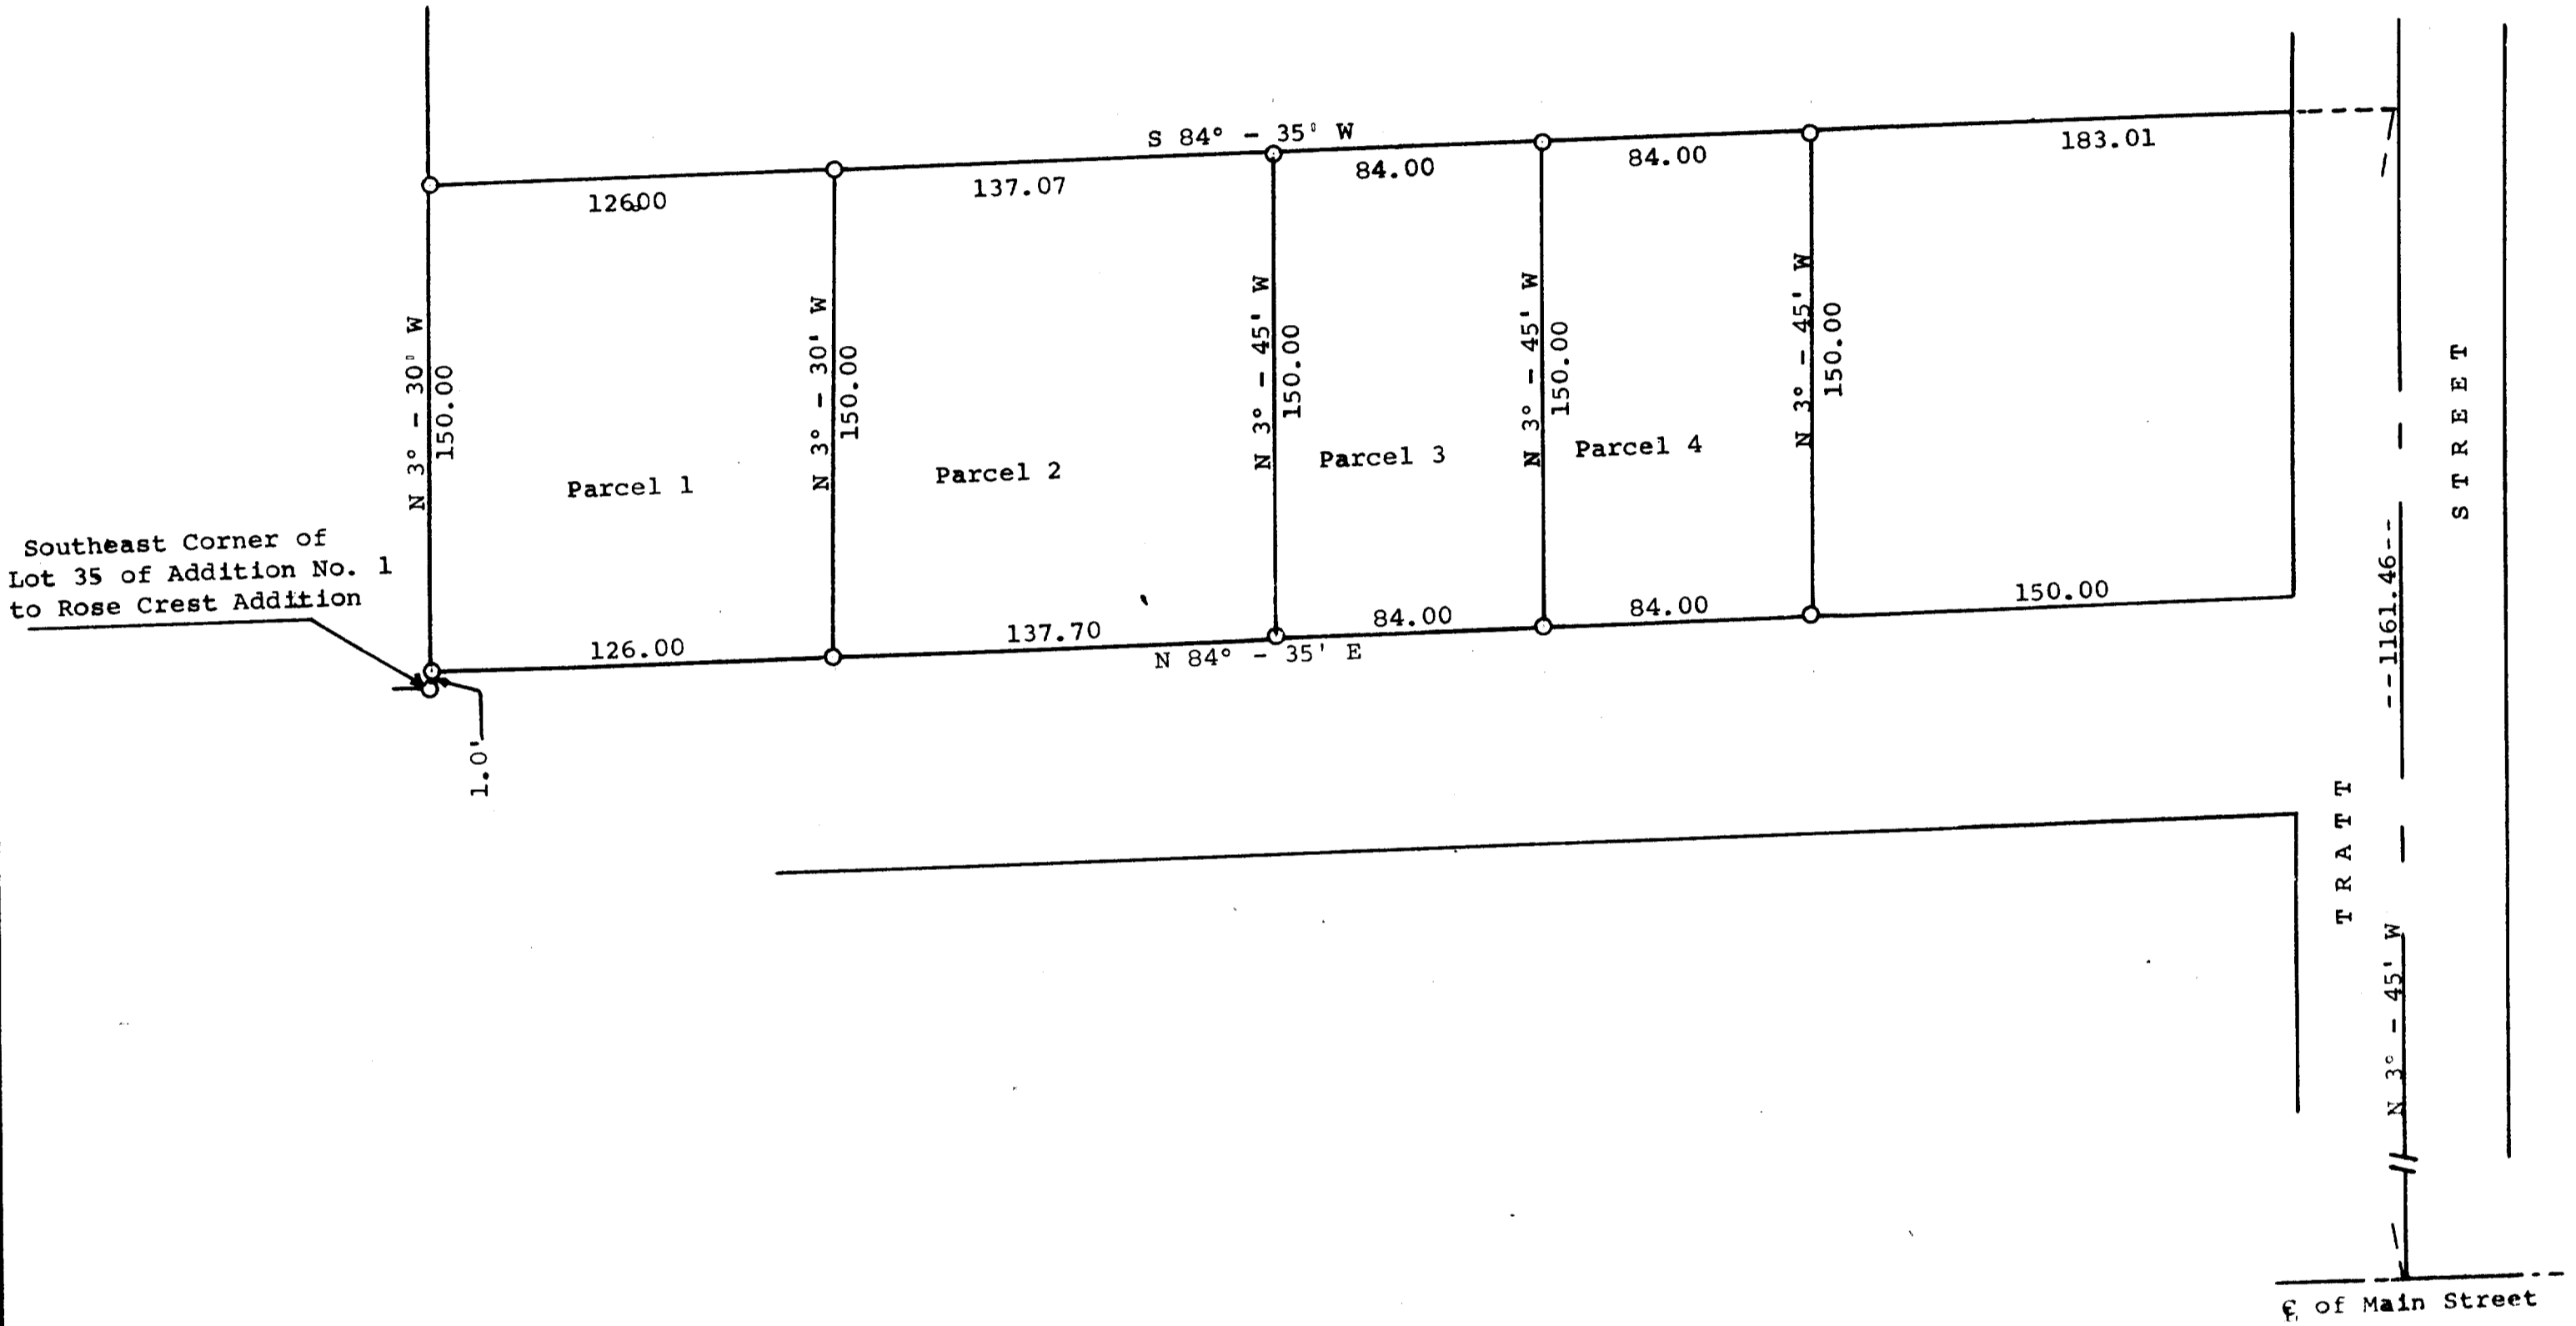 S 84° - 35' W
126.00
137.07
84.00
84.00
183.01
N 3° - 30' W
150.00
N 3° - 30' W
150.00
N 3° - 45' W
150.00
N 3° - 45' W
150.00
N 3° - 45' W
150.00
Parcel 1
Parcel 2
Parcel 3
Parcel 4
Southeast Corner of
Lot 35 of Addition No. 1
to Rose Crest Addition
126.00
137.70
84.00
84.00
150.00
N 84° - 35' E
1.0'
STREET
--1161.46--
TRATT
N 3° - 45' W
℄ of Main Street